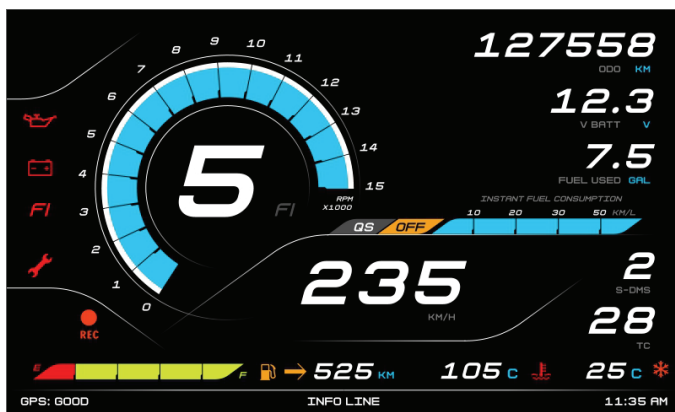 127558
ODO KM
12.3
V BATT V
7.5
FUEL USED GAL
INSTANT FUEL CONSUMPTION
10 20 30 50 KM/L
QS OFF
0
1
2
3
4
5
6
7
8
9
10
11
12
13
14
15
RPM
X1000
5 FI
FI
REC
235
KM/H
2
S-DMS
28
TC
E F 525 KM 105 C 25 C
GPS: GOOD INFO LINE 11:35 AM